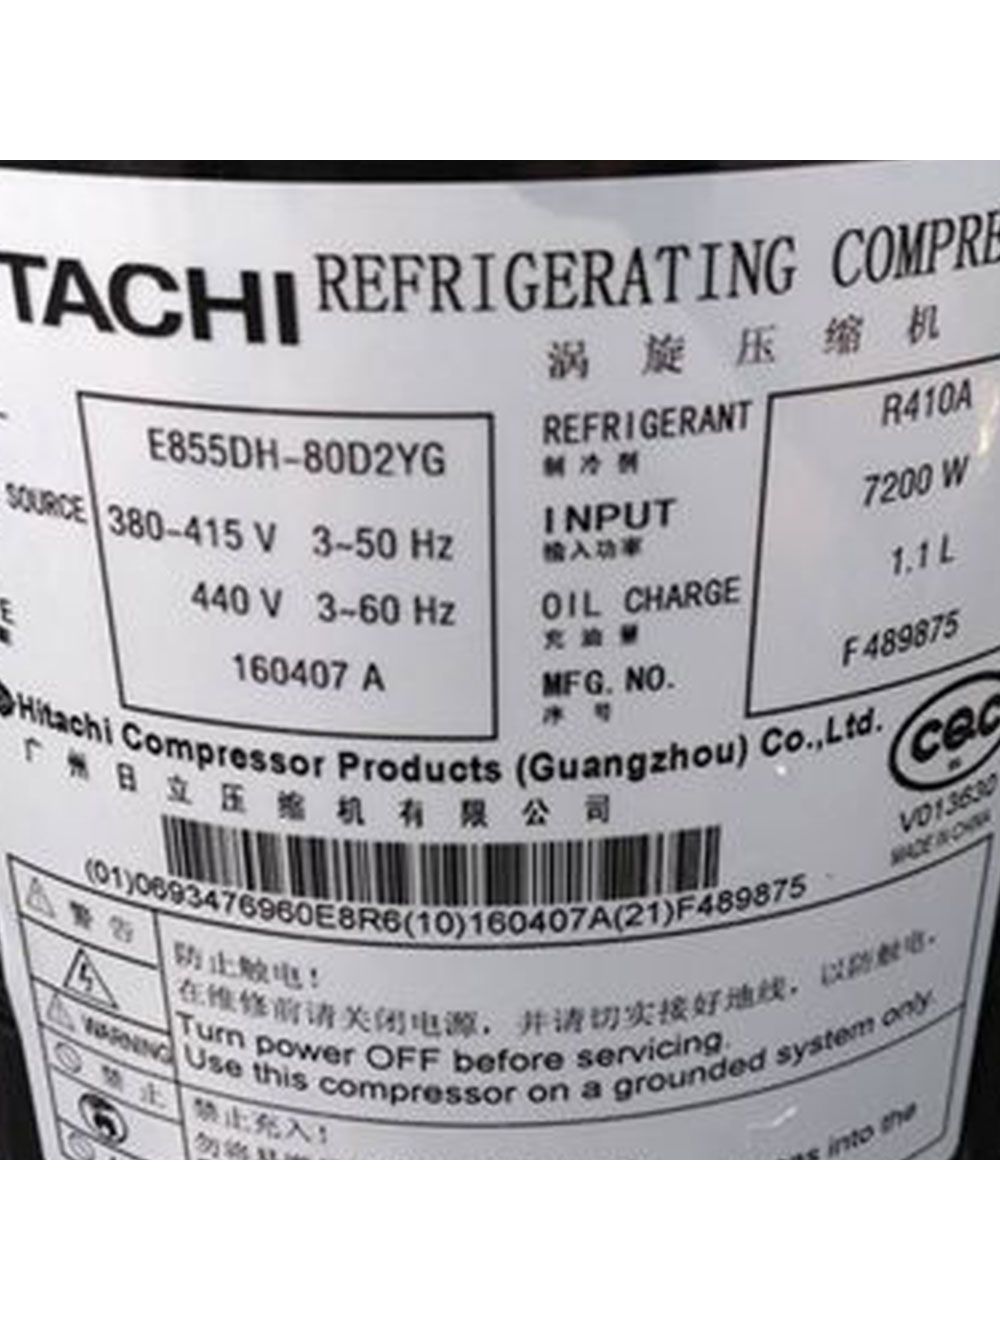 TACHI REFRIGERATING COMPRE
涡旋压缩机
E855DH-80D2YG
SOURCE 380-415 V 3~50 Hz
440 V 3~60 Hz
160407 A
REFRIGERANT R410A
制冷剂
INPUT 7200 W
输入功率
OIL CHARGE 1.1 L
充油量
MFG. NO. F489875
序号
Hitachi Compressor Products (Guangzhou) Co.,Ltd.
广州日立压缩机有限公司
V013630
MADE IN CHINA
(01)0693476960E8R6(10)160407A(21)F489875
警告
WARNING
防止触电!
在维修前请关闭电源，并请切实接好地线，以防触电.
Turn power OFF before servicing.
Use this compressor on a grounded system only.
禁止
禁止充入!
into the